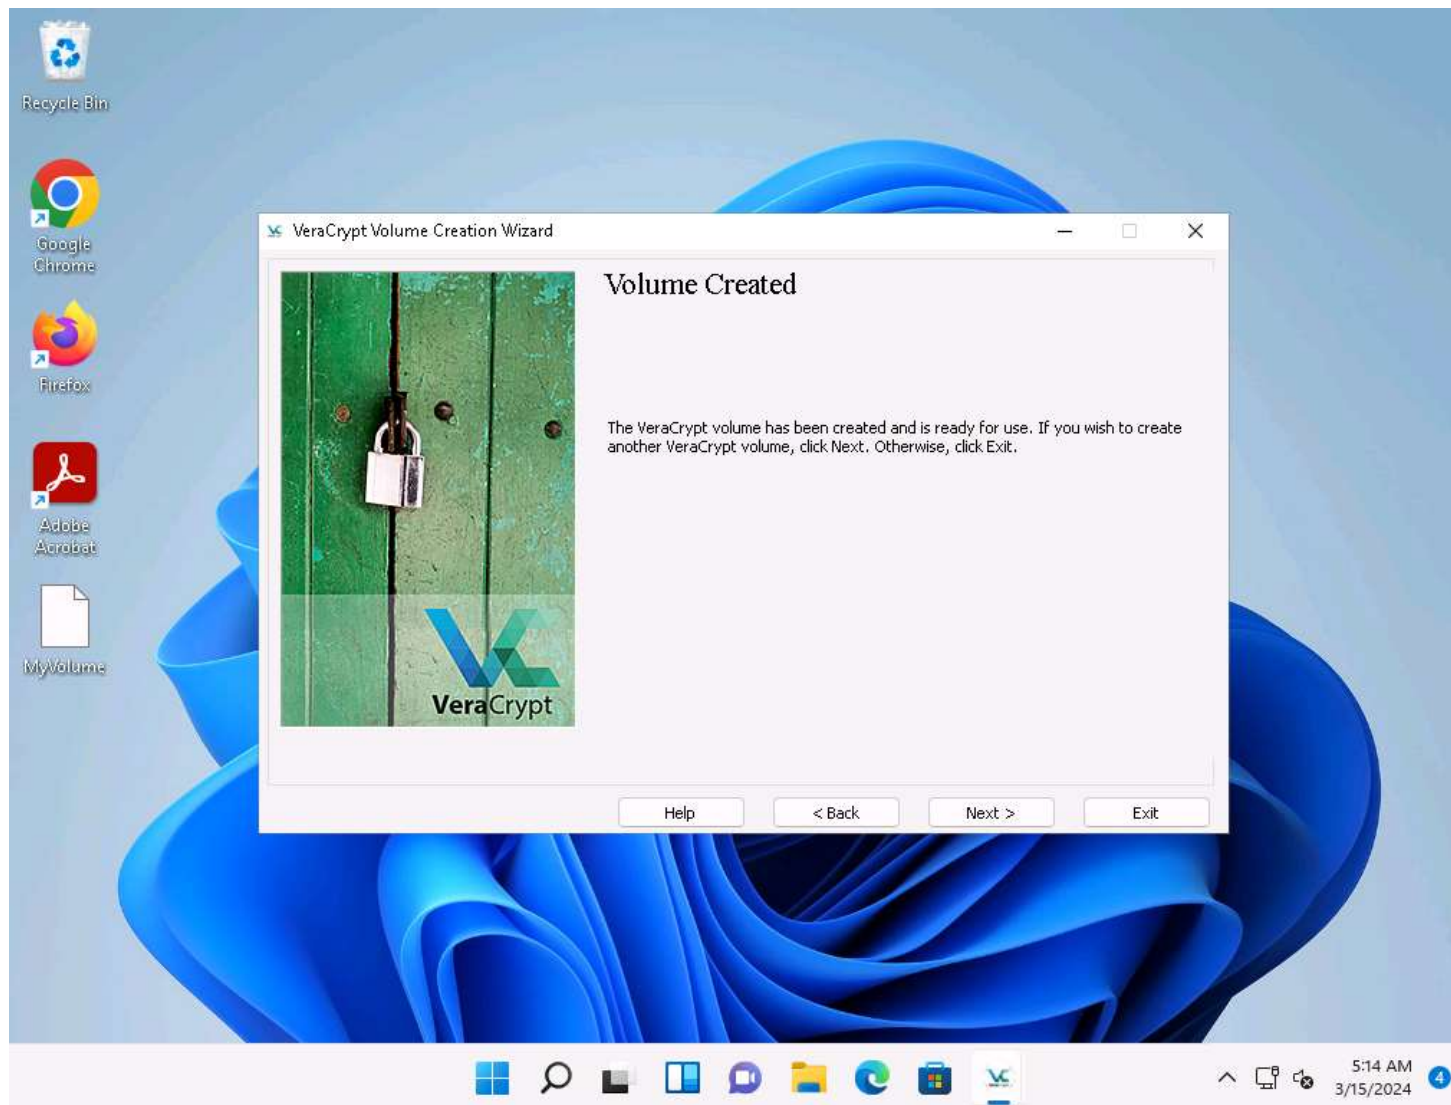 Recycle Bin
Google
Chrome
Firefox
Adobe
Acrobat
MyVolume
VeraCrypt Volume Creation Wizard
Volume Created
The VeraCrypt volume has been created and is ready for use. If you wish to create
another VeraCrypt volume, click Next. Otherwise, click Exit.
VeraCrypt
Help
< Back
Next >
Exit
5:14 AM
3/15/2024
4